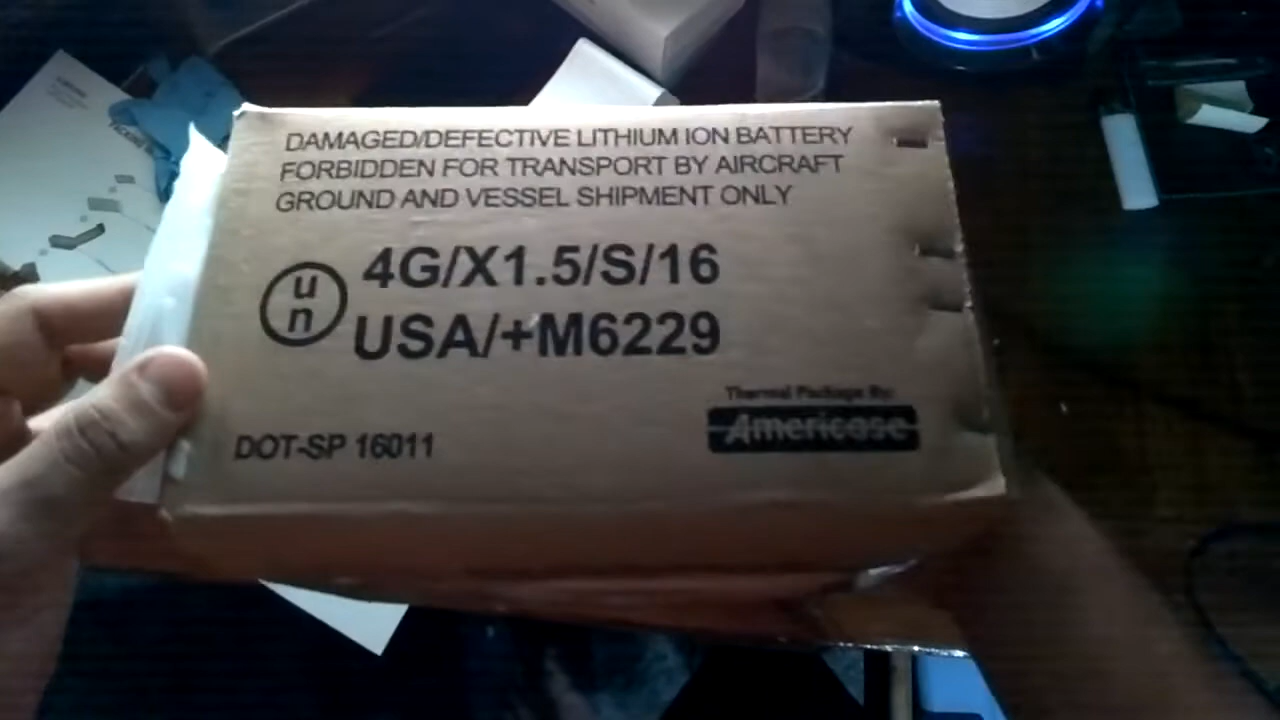 DAMAGED/DEFECTIVE LITHIUM ION BATTERY
FORBIDDEN FOR TRANSPORT BY AIRCRAFT
GROUND AND VESSEL SHIPMENT ONLY
un
4G/X1.5/S/16
USA/+M6229
Thermal Package By:
Americase
DOT-SP 16011